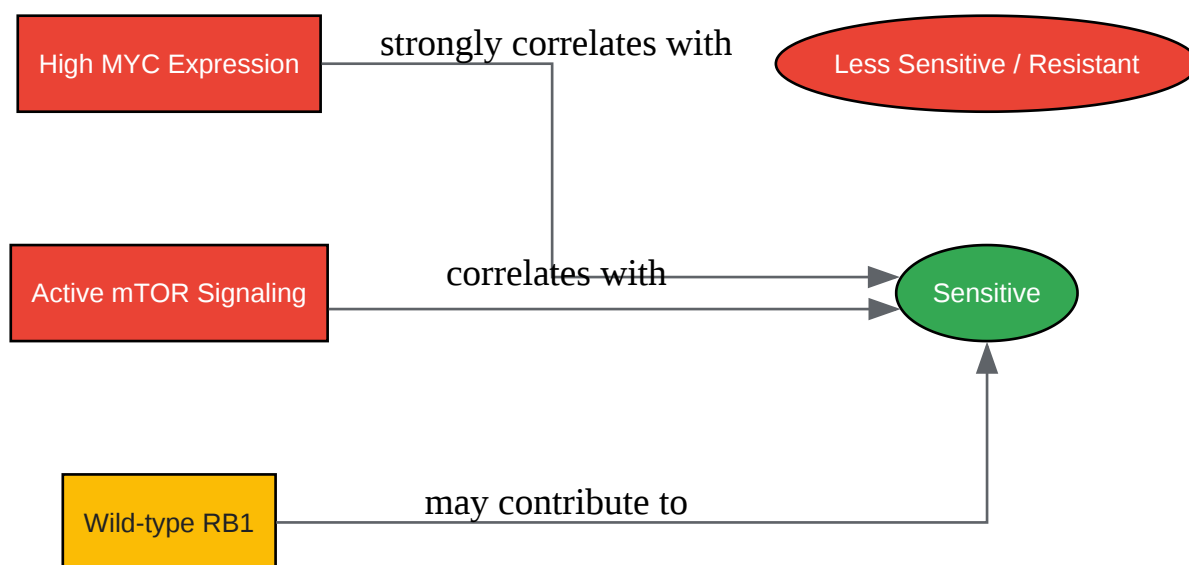 High MYC Expression
strongly correlates with
Less Sensitive / Resistant
Active mTOR Signaling
correlates with
Sensitive
Wild-type RB1
may contribute to